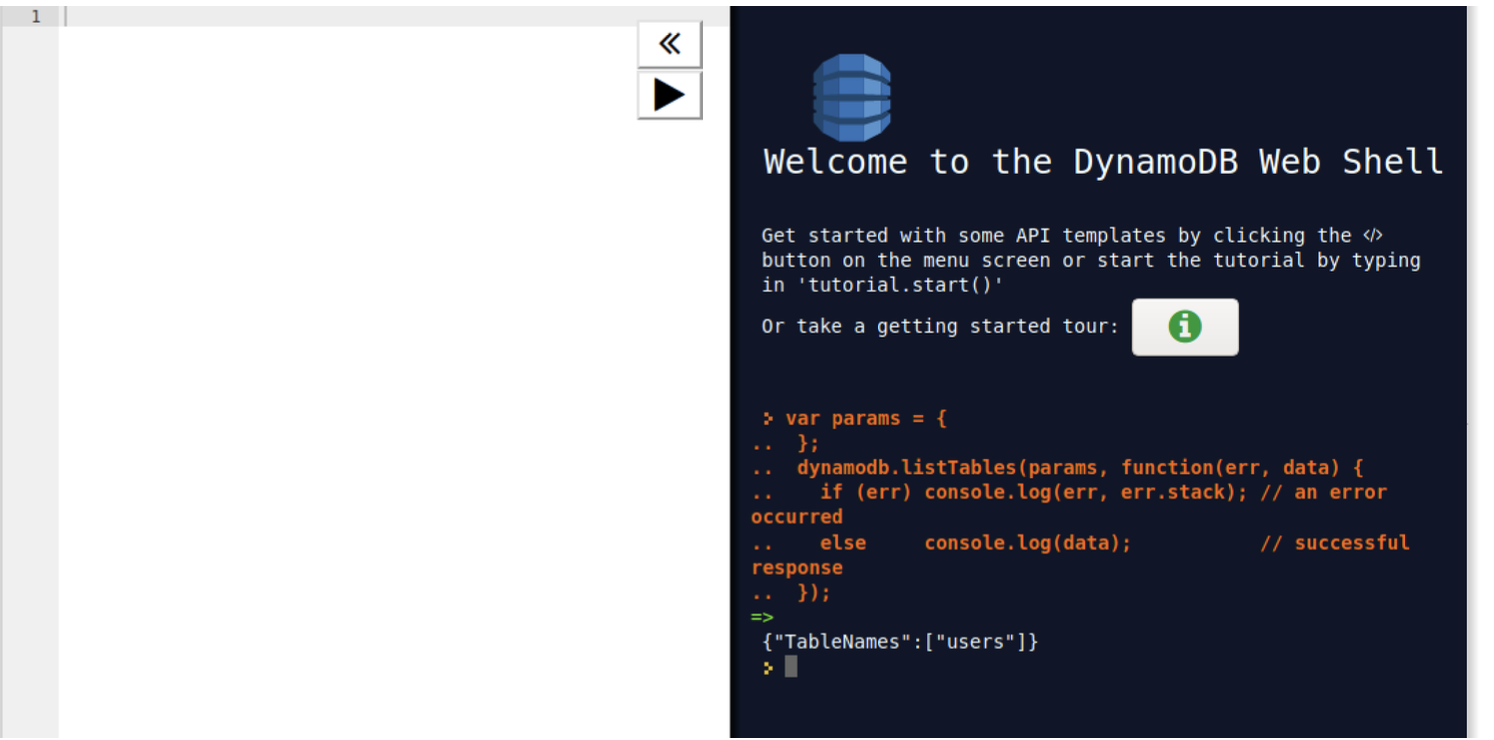 1
Welcome to the DynamoDB Web Shell
Get started with some API templates by clicking the </>
button on the menu screen or start the tutorial by typing
in 'tutorial.start()'
Or take a getting started tour:
> var params = {
..  };
..  dynamodb.listTables(params, function(err, data) {
..    if (err) console.log(err, err.stack); // an error
occurred
..    else     console.log(data);           // successful
response
..  });
=>
{"TableNames":["users"]}
>